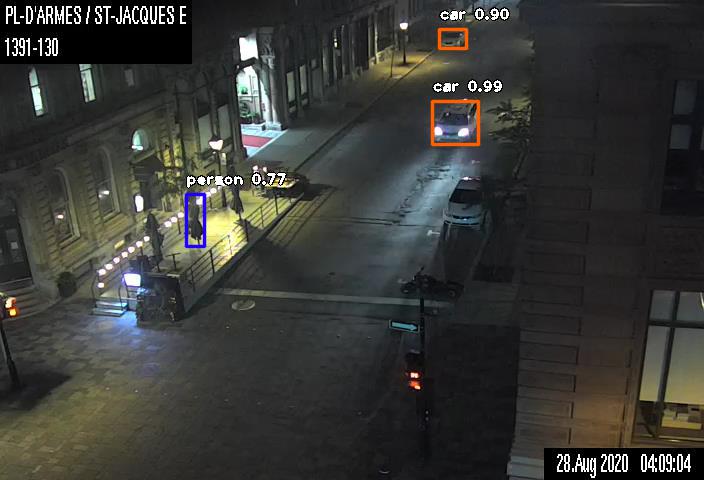 PL-D'ARMES / ST-JACQUES E
1391-130
car 0.90
car 0.99
person 0.77
28.Aug 2020 04:09:04